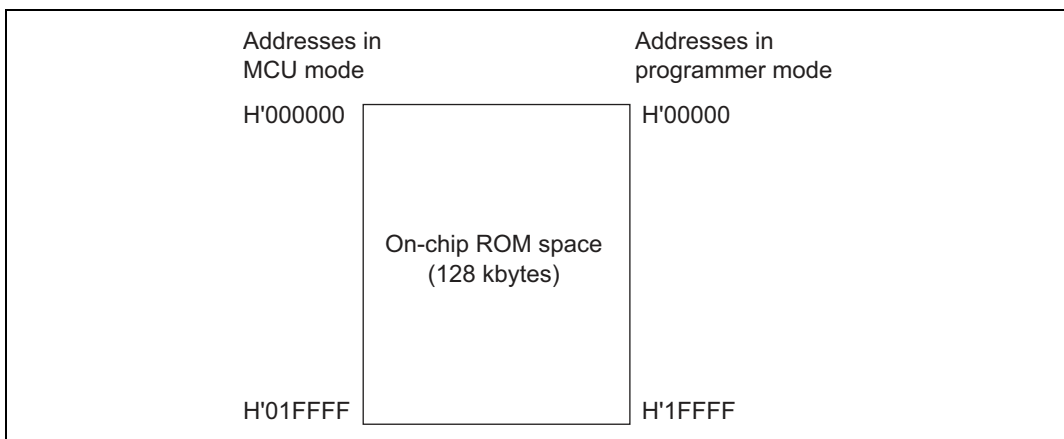 Addresses in
MCU mode
Addresses in
programmer mode
H'000000
H'00000
On-chip ROM space
(128 kbytes)
H'01FFFF
H'1FFFF